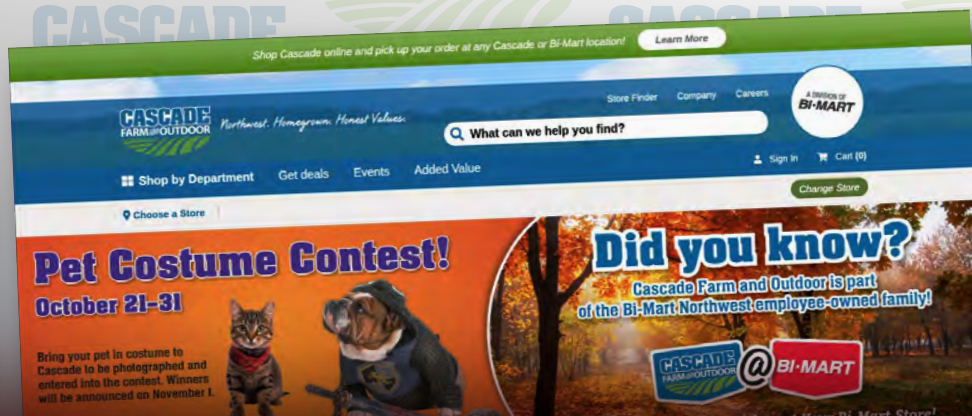 CASCADE
CASCADE
Shop Cascade online and pick up your order at any Cascade or Bi-Mart location!
Learn More
Store Finder
Company
Careers
A DIVISION OF
BI-MART
CASCADE
FARM AND OUTDOOR
Northwest. Homegrown. Honest Values.
What can we help you find?
Sign In
Cart (0)
Shop by Department
Get deals
Events
Added Value
Change Store
Choose a Store
Pet Costume Contest!
October 21-31
Bring your pet in costume to
Cascade to be photographed and
entered into the contest. Winners
will be announced on November 1.
Did you know?
Cascade Farm and Outdoor is part
of the Bi-Mart Northwest employee-owned family!
CASCADE
FARM AND OUTDOOR
@
BI-MART
Bi-Mart Store!